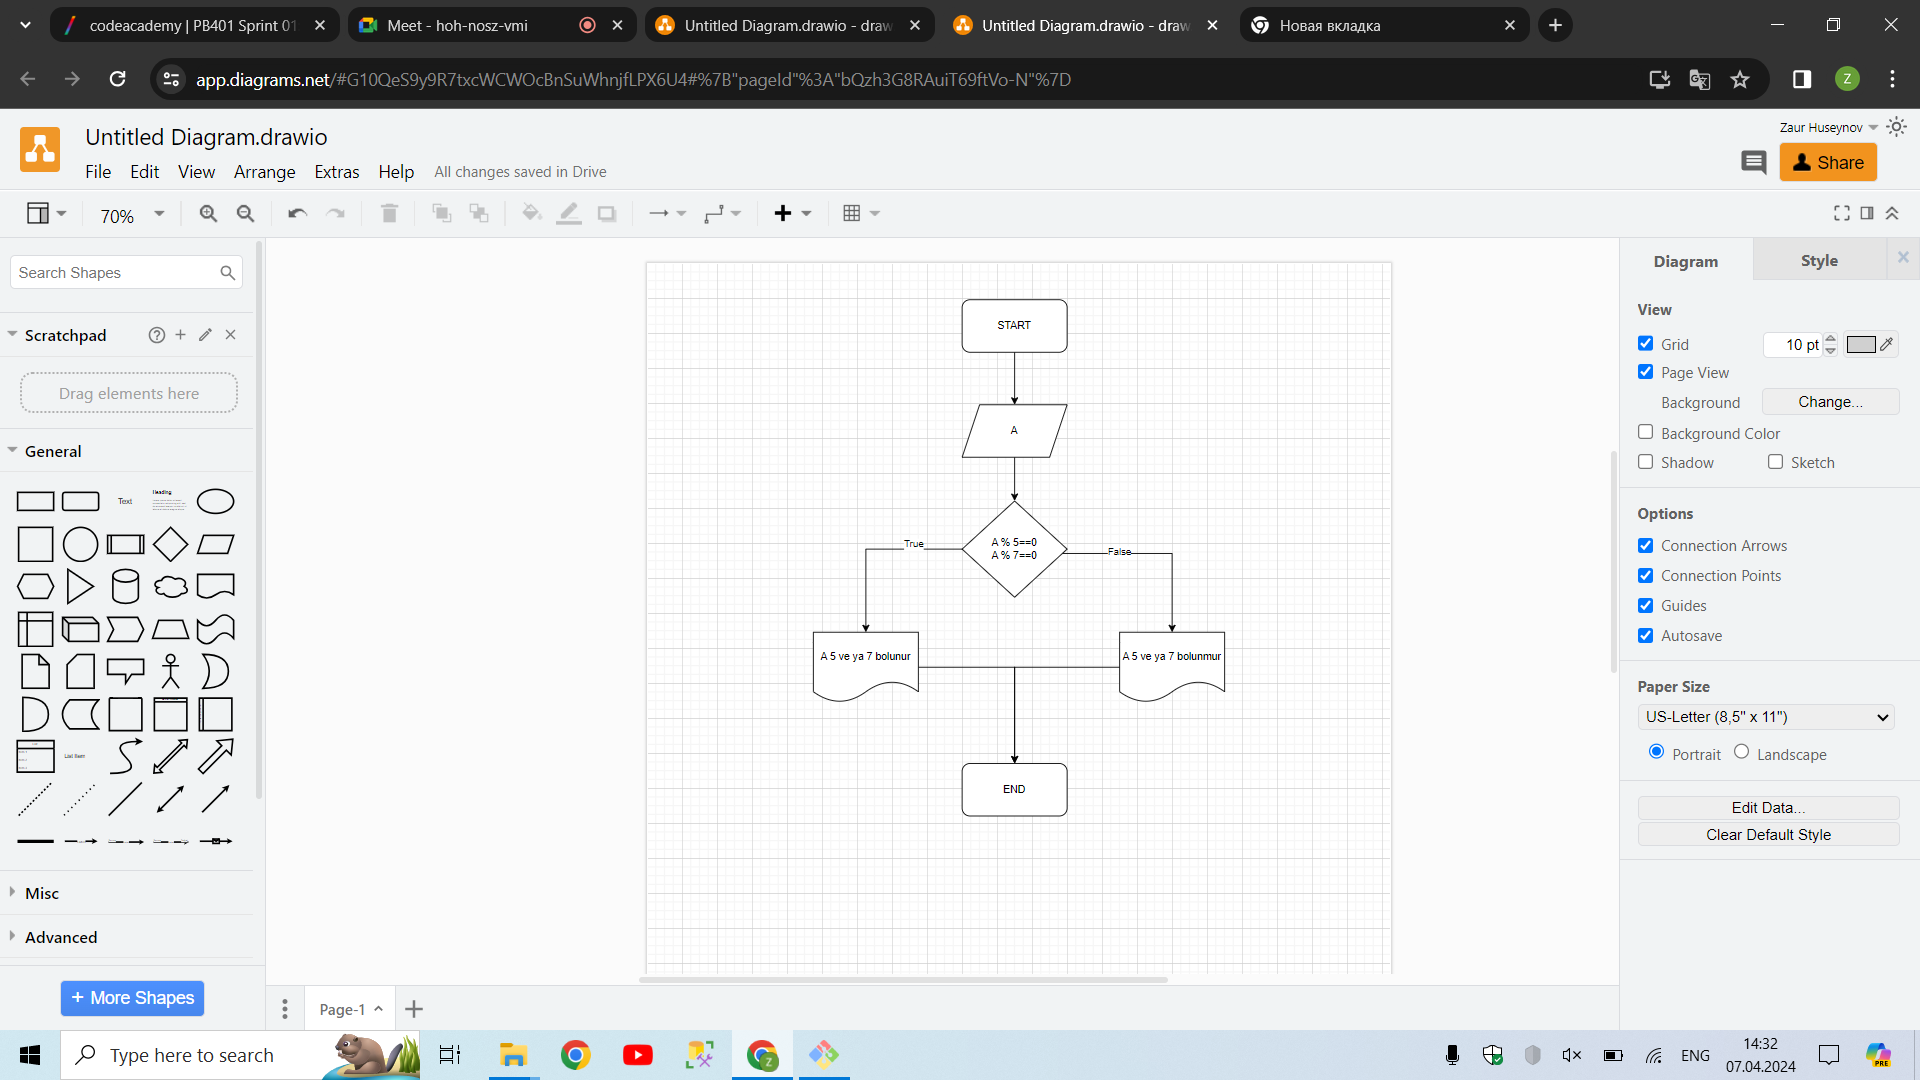 codeacademy | PB401 Sprint 01
Meet - hoh-nosz-vmi
Untitled Diagram.drawio - draw
Untitled Diagram.drawio - draw
Новая вкладка
app.diagrams.net/#G10QeS9y9R7txcWCWOcBnSuWhnjfLPX6U4#%7B"pageId"%3A"bQzh3G8RAuiT69ftVo-N"%7D
Z
Untitled Diagram.drawio
Zaur Huseynov
File Edit View Arrange Extras Help All changes saved in Drive
Share
70%
Search Shapes
Scratchpad
Drag elements here
General
Text
Heading
List Item
Misc
Advanced
+ More Shapes
START
A
A % 5==0
A % 7==0
True
False
A 5 ve ya 7 bolunur
A 5 ve ya 7 bolunmur
END
Diagram
Style
View
Grid
10 pt
Page View
Background
Change...
Background Color
Shadow
Sketch
Options
Connection Arrows
Connection Points
Guides
Autosave
Paper Size
US-Letter (8,5" x 11")
Portrait
Landscape
Edit Data...
Clear Default Style
Page-1
Type here to search
Z
ENG
14:32
07.04.2024
PRE